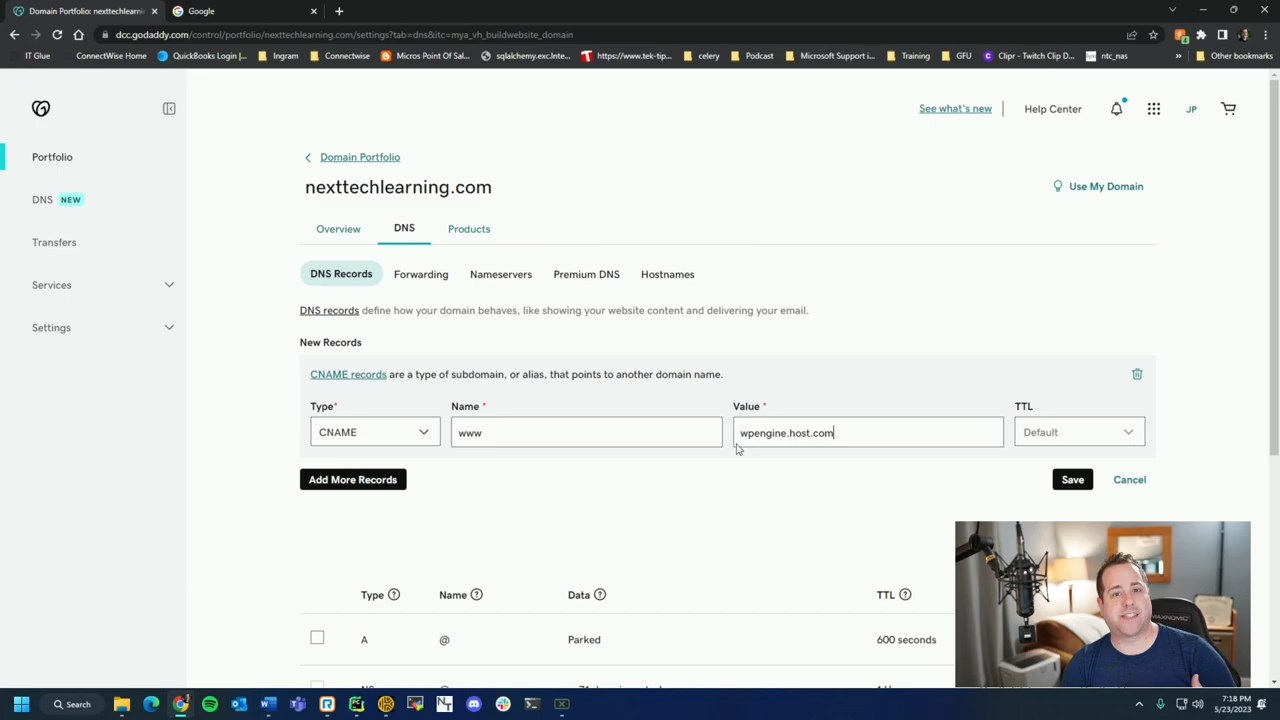 Domain Portfolio: nexttechlearni
Google
dcc.godaddy.com/control/portfolio/nexttechlearning.com/settings?tab=dns&itc=mya_vh_buildwebsite_domain
IT Glue ConnectWise Home QuickBooks Login |... Ingram Connectwise Micros Point Of Sal... sqlalchemy.exc.Inte... https://www.tek-tip... celery Podcast Microsoft Support i... Training GFU Clipr - Twitch Clip D... ntc_nas » Other bookmarks
See what's new
Help Center
JP
Portfolio
DNS NEW
Transfers
Services
Settings
Domain Portfolio
nexttechlearning.com
Use My Domain
Overview DNS Products
DNS Records Forwarding Nameservers Premium DNS Hostnames
DNS records define how your domain behaves, like showing your website content and delivering your email.
New Records
CNAME records are a type of subdomain, or alias, that points to another domain name.
Type* Name * Value * TTL
CNAME www wpengine.host.com Default
Add More Records Save Cancel
Type ? Name ? Data ? TTL ?
A @ Parked 600 seconds
MAXNOMIC
Search
7:18 PM
5/23/2023